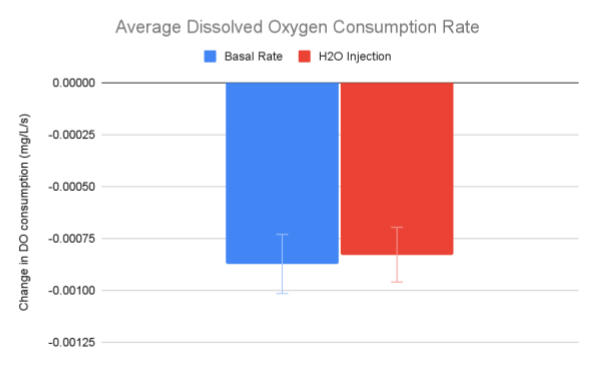 Average Dissolved Oxygen Consumption Rate
Basal Rate H2O Injection
0.00000
-0.00025
-0.00050
-0.00075
-0.00100
-0.00125
Change in DO consumption (mg/L/s)